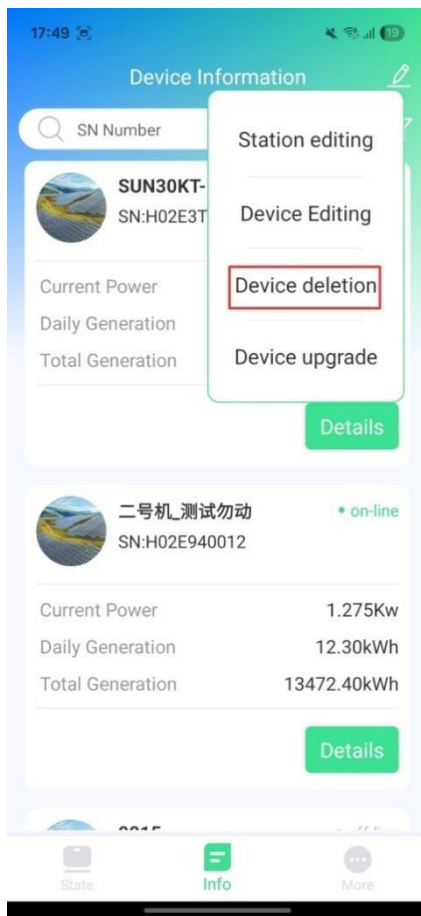 17:49
19
Device Information
SN Number
Station editing
SUN30KT-
SN:H02E3T
Device Editing
Current Power
Device deletion
Daily Generation
Total Generation
Device upgrade
Details
二号机_测试勿动
on-line
SN:H02E940012
Current Power
1.275Kw
Daily Generation
12.30kWh
Total Generation
13472.40kWh
Details
State
Info
More